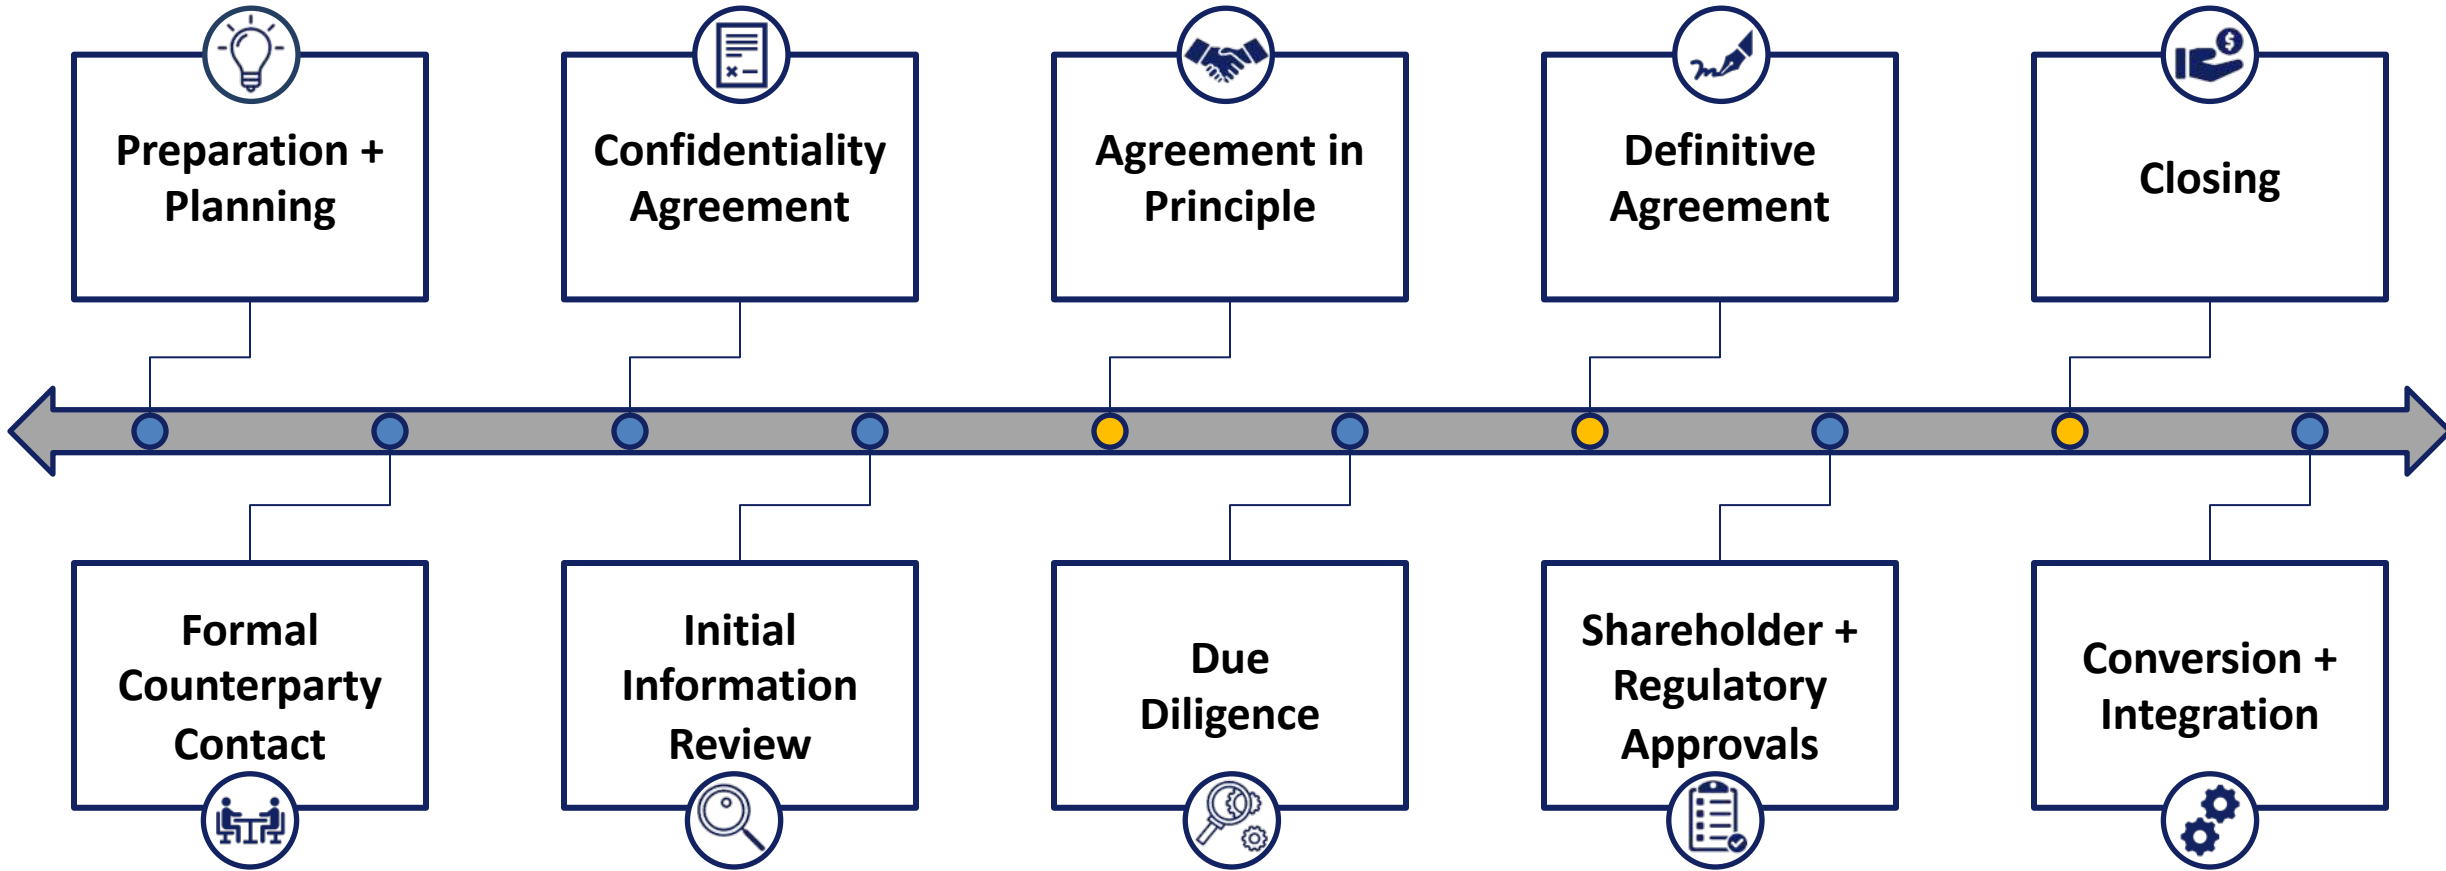 Preparation +
Planning
Confidentiality
Agreement
Agreement in
Principle
Definitive
Agreement
Closing
Formal
Counterparty
Contact
Initial
Information
Review
Due
Diligence
Shareholder +
Regulatory
Approvals
Conversion +
Integration